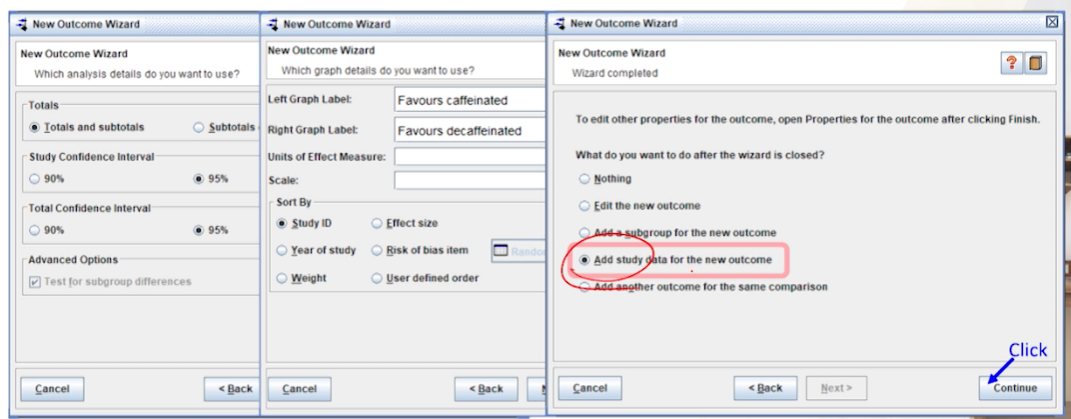 New Outcome Wizard
New Outcome Wizard
Which analysis details do you want to use?
Totals
Totals and subtotals
Subtotals
Study Confidence Interval
90%
95%
Total Confidence Interval
90%
95%
Advanced Options
Test for subgroup differences
Cancel
< Back
New Outcome Wizard
New Outcome Wizard
Which graph details do you want to use?
Left Graph Label: Favours caffeinated
Right Graph Label: Favours decaffeinated
Units of Effect Measure:
Scale:
Sort By
Study ID
Effect size
Year of study
Risk of bias item
Weight
User defined order
Cancel
< Back
New Outcome Wizard
New Outcome Wizard
Wizard completed
To edit other properties for the outcome, open Properties for the outcome after clicking Finish.
What do you want to do after the wizard is closed?
Nothing
Edit the new outcome
Add a subgroup for the new outcome
Add study data for the new outcome
Add another outcome for the same comparison
Click
Cancel
< Back
Next >
Continue